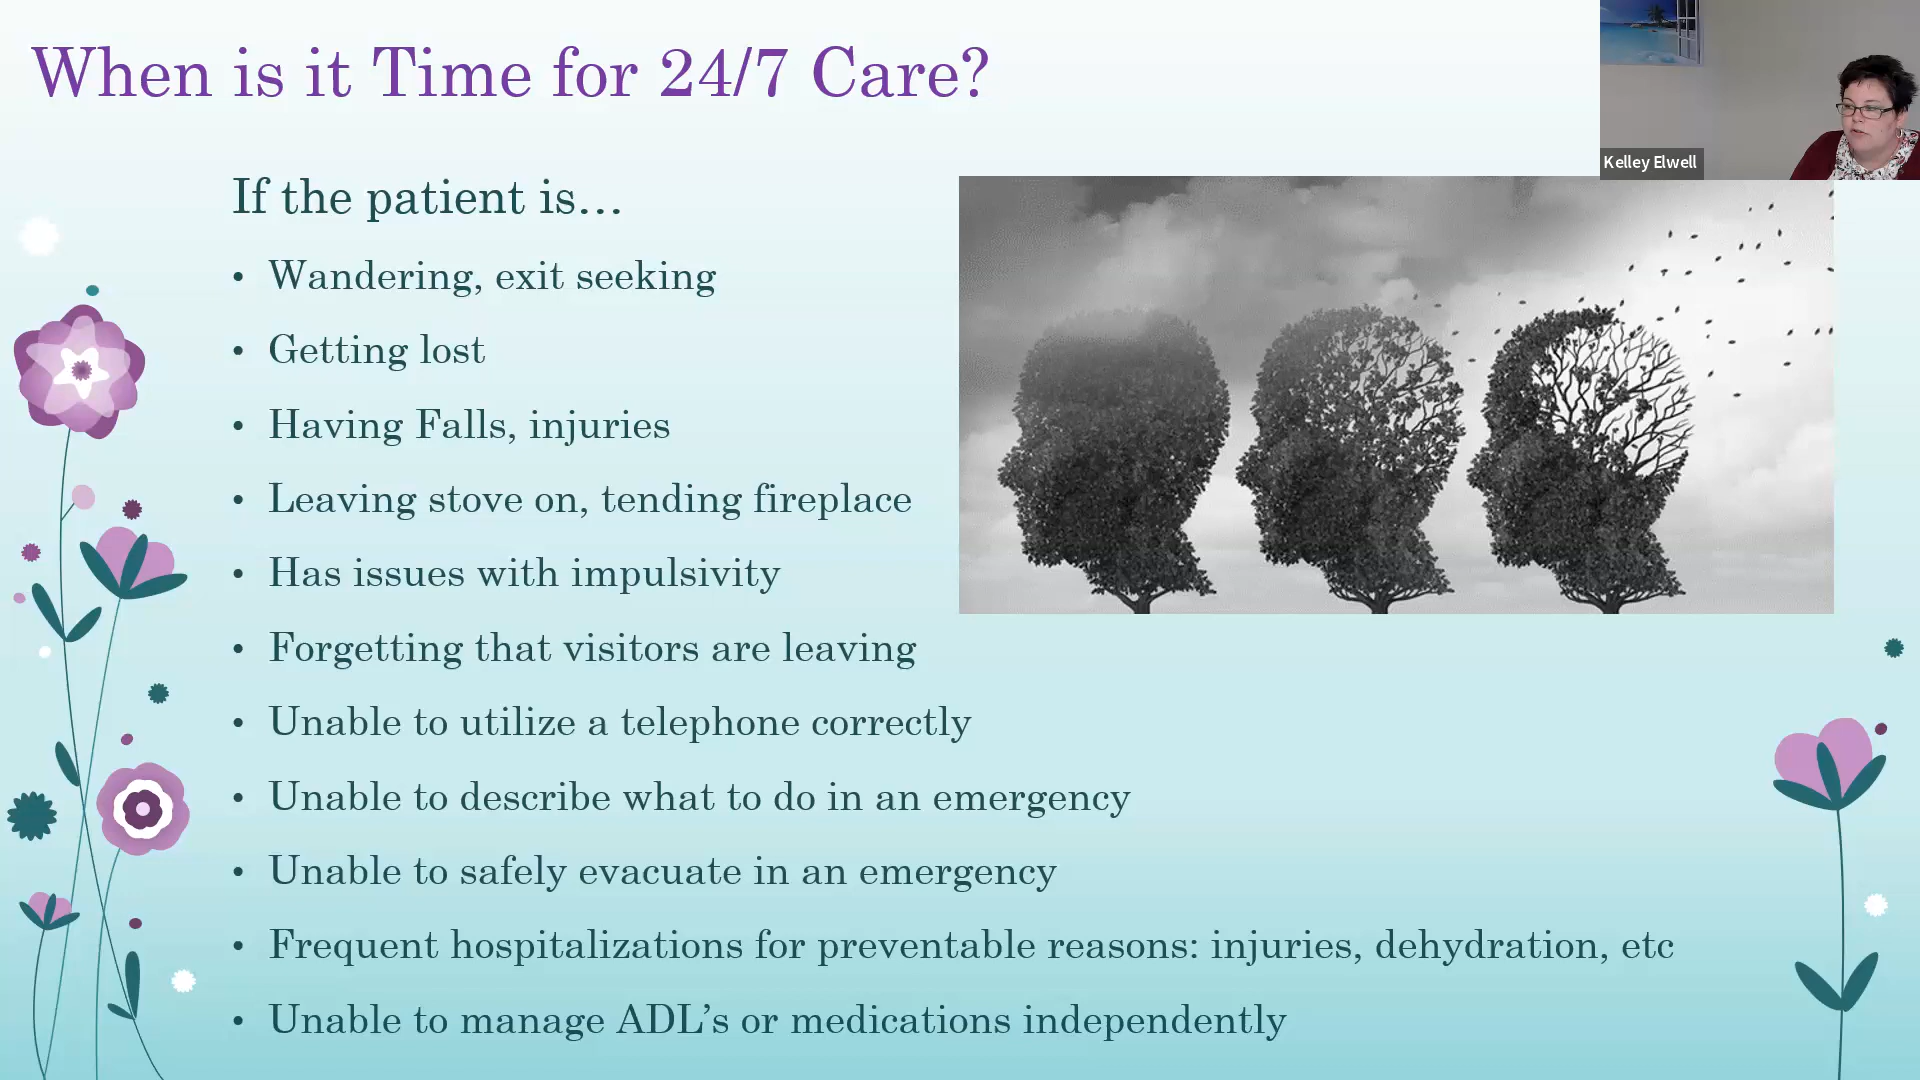 When is it Time for 24/7 Care?
Kelley Elwell
If the patient is...
• Wandering, exit seeking
• Getting lost
• Having Falls, injuries
• Leaving stove on, tending fireplace
• Has issues with impulsivity
• Forgetting that visitors are leaving
• Unable to utilize a telephone correctly
• Unable to describe what to do in an emergency
• Unable to safely evacuate in an emergency
• Frequent hospitalizations for preventable reasons: injuries, dehydration, etc
• Unable to manage ADL’s or medications independently